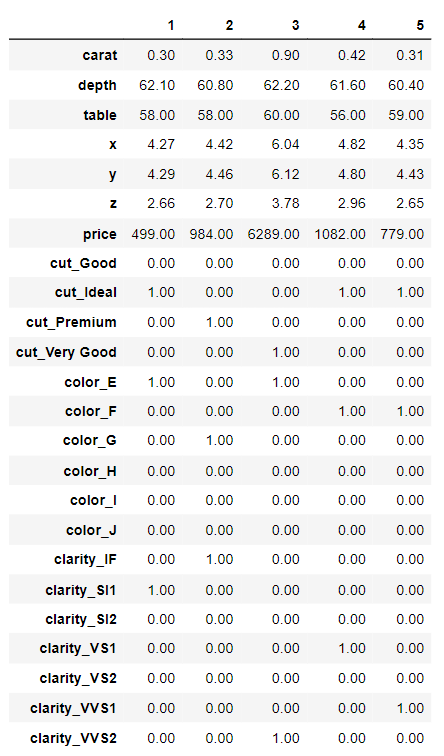 1 2 3 4 5
carat 0.30 0.33 0.90 0.42 0.31
depth 62.10 60.80 62.20 61.60 60.40
table 58.00 58.00 60.00 56.00 59.00
x 4.27 4.42 6.04 4.82 4.35
y 4.29 4.46 6.12 4.80 4.43
z 2.66 2.70 3.78 2.96 2.65
price 499.00 984.00 6289.00 1082.00 779.00
cut_Good 0.00 0.00 0.00 0.00 0.00
cut_Ideal 1.00 0.00 0.00 1.00 1.00
cut_Premium 0.00 1.00 0.00 0.00 0.00
cut_Very Good 0.00 0.00 1.00 0.00 0.00
color_E 1.00 0.00 1.00 0.00 0.00
color_F 0.00 0.00 0.00 1.00 1.00
color_G 0.00 1.00 0.00 0.00 0.00
color_H 0.00 0.00 0.00 0.00 0.00
color_I 0.00 0.00 0.00 0.00 0.00
color_J 0.00 0.00 0.00 0.00 0.00
clarity_IF 0.00 1.00 0.00 0.00 0.00
clarity_SI1 1.00 0.00 0.00 0.00 0.00
clarity_SI2 0.00 0.00 0.00 0.00 0.00
clarity_VS1 0.00 0.00 0.00 1.00 0.00
clarity_VS2 0.00 0.00 0.00 0.00 0.00
clarity_VVS1 0.00 0.00 0.00 0.00 1.00
clarity_VVS2 0.00 0.00 1.00 0.00 0.00